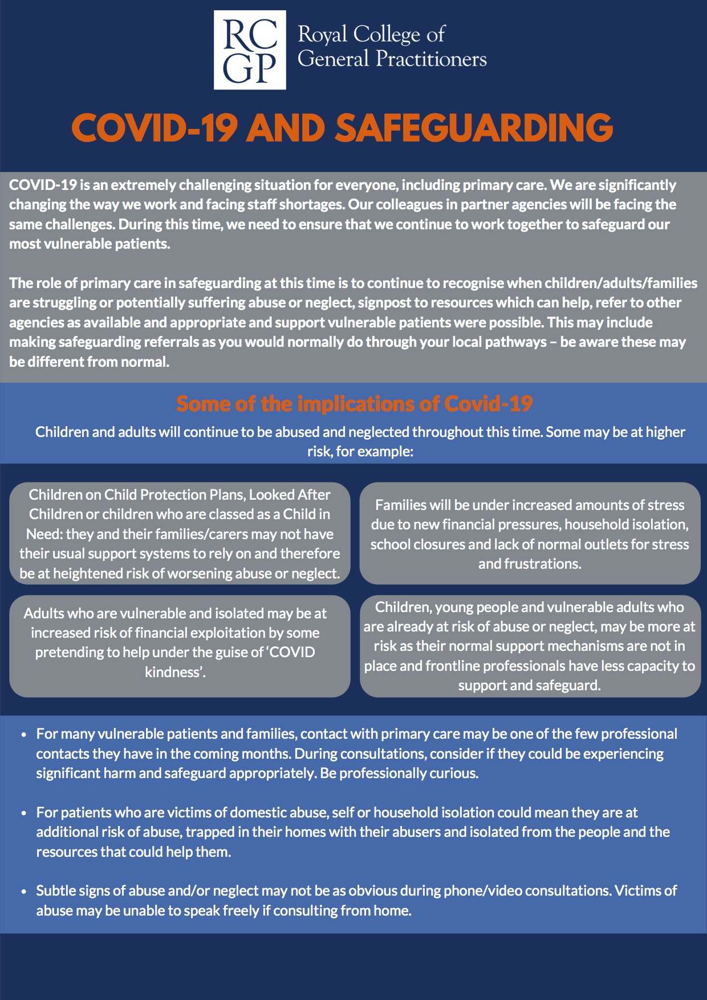 RC
GP
Royal College of
General Practitioners
COVID-19 AND SAFEGUARDING
COVID-19 is an extremely challenging situation for everyone, including primary care. We are significantly
changing the way we work and facing staff shortages. Our colleagues in partner agencies will be facing the
same challenges. During this time, we need to ensure that we continue to work together to safeguard our
most vulnerable patients.
The role of primary care in safeguarding at this time is to continue to recognise when children/adults/families
are struggling or potentially suffering abuse or neglect, signpost to resources which can help, refer to other
agencies as available and appropriate and support vulnerable patients were possible. This may include
making safeguarding referrals as you would normally do through your local pathways – be aware these may
be different from normal.
Some of the implications of Covid-19
Children and adults will continue to be abused and neglected throughout this time. Some may be at higher
risk, for example:
Children on Child Protection Plans, Looked After
Children or children who are classed as a Child in
Need: they and their families/carers may not have
their usual support systems to rely on and therefore
be at heightened risk of worsening abuse or neglect.
Families will be under increased amounts of stress
due to new financial pressures, household isolation,
school closures and lack of normal outlets for stress
and frustrations.
Adults who are vulnerable and isolated may be at
increased risk of financial exploitation by some
pretending to help under the guise of ‘COVID
kindness’.
Children, young people and vulnerable adults who
are already at risk of abuse or neglect, may be more at
risk as their normal support mechanisms are not in
place and frontline professionals have less capacity to
support and safeguard.
• For many vulnerable patients and families, contact with primary care may be one of the few professional
contacts they have in the coming months. During consultations, consider if they could be experiencing
significant harm and safeguard appropriately. Be professionally curious.
• For patients who are victims of domestic abuse, self or household isolation could mean they are at
additional risk of abuse, trapped in their homes with their abusers and isolated from the people and the
resources that could help them.
• Subtle signs of abuse and/or neglect may not be as obvious during phone/video consultations. Victims of
abuse may be unable to speak freely if consulting from home.